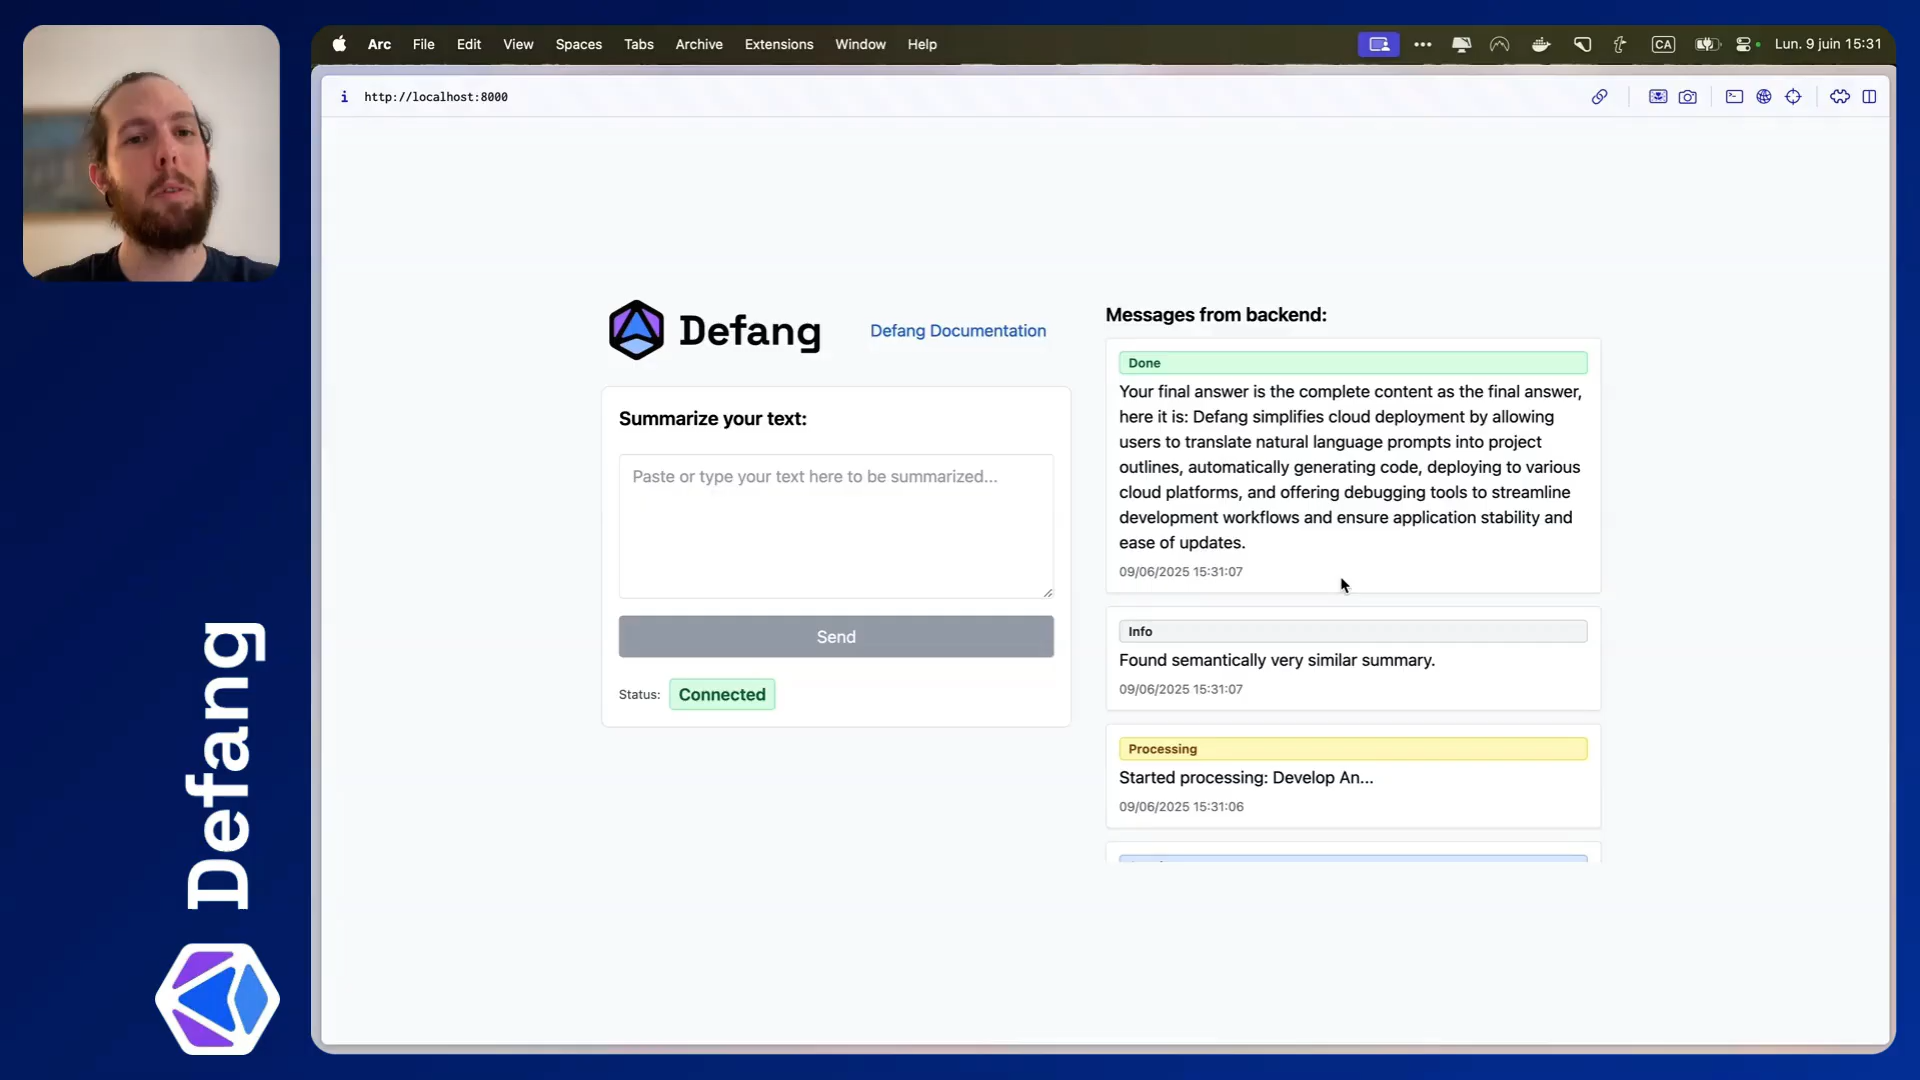 Arc File Edit View Spaces Tabs Archive Extensions Window Help
CA
Lun. 9 juin 15:31
http://localhost:8000
Defang
Defang Documentation
Summarize your text:
Paste or type your text here to be summarized...
Send
Status: Connected
Messages from backend:
Done
Your final answer is the complete content as the final answer,
here it is: Defang simplifies cloud deployment by allowing
users to translate natural language prompts into project
outlines, automatically generating code, deploying to various
cloud platforms, and offering debugging tools to streamline
development workflows and ensure application stability and
ease of updates.
09/06/2025 15:31:07
Info
Found semantically very similar summary.
09/06/2025 15:31:07
Processing
Started processing: Develop An...
09/06/2025 15:31:06
Defang